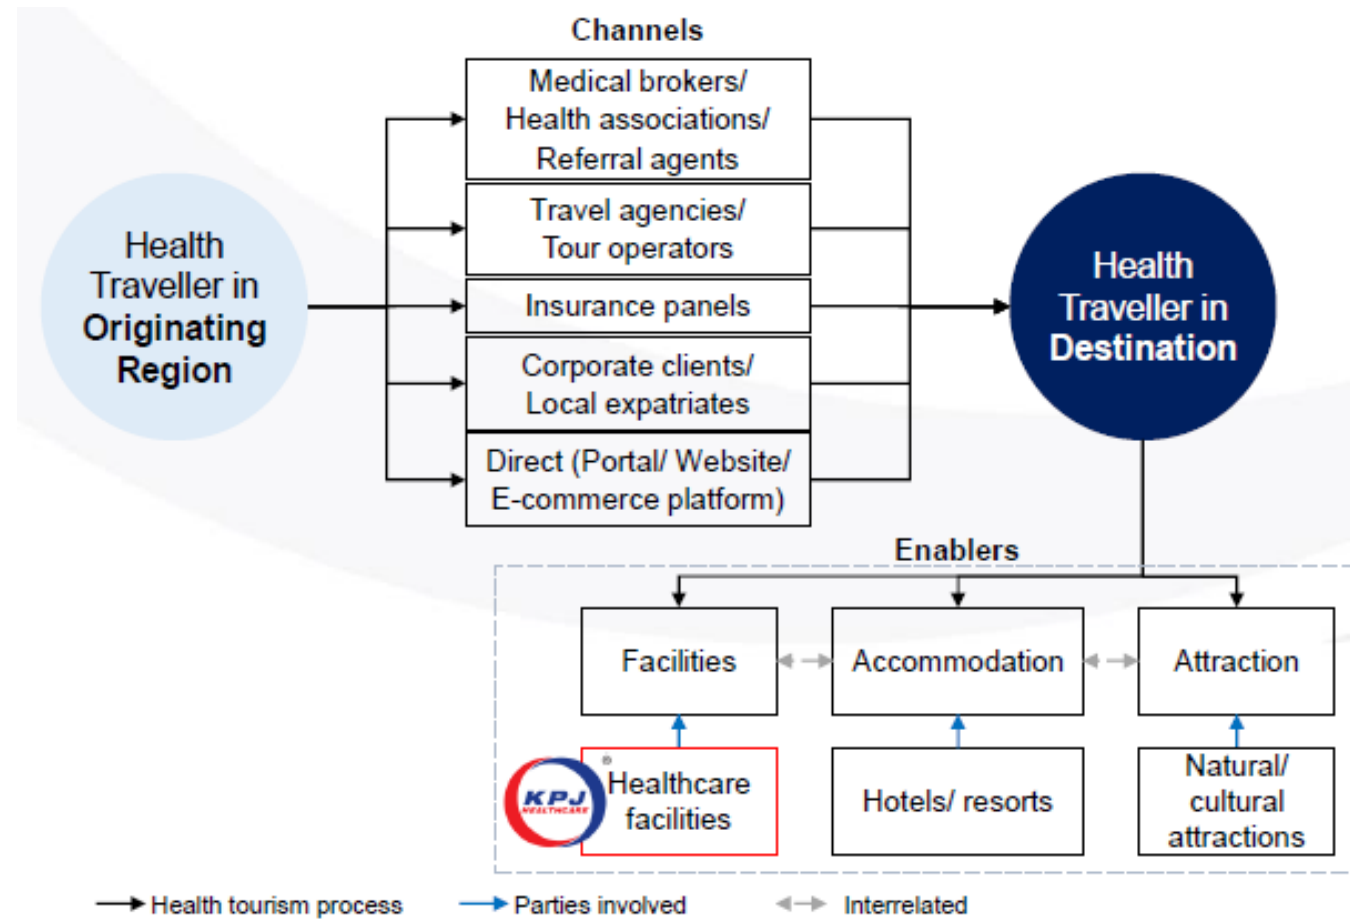 Channels
Medical brokers/
Health associations/
Referral agents
Travel agencies/
Tour operators
Insurance panels
Corporate clients/
Local expatriates
Direct (Portal/ Website/
E-commerce platform)
Health
Traveller in
Originating
Region
Health
Traveller in
Destination
Enablers
Facilities
Accommodation
Attraction
KPJ
HEALTHCARE
®
Healthcare
facilities
Hotels/ resorts
Natural/
cultural
attractions
Health tourism process
Parties involved
Interrelated